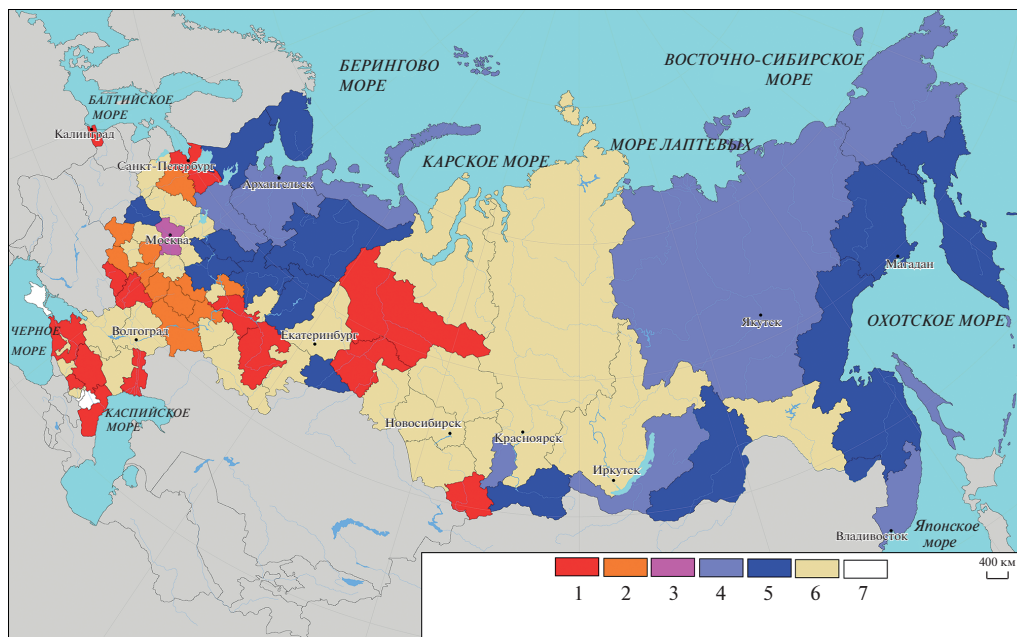 БЕРИНГОВО
МОРЕ
ВОСТОЧНО-СИБИРСКОЕ
МОРЕ
БАЛТИЙСКОЕ
МОРЕ
Калининград
Санкт-Петербург
КАРСКОЕ МОРЕ
МОРЕ ЛАПТЕВЫХ
Архангельск
Москва
Магадан
ЧЕРНОЕ
МОРЕ
Волгоград
Екатеринбург
Якутск
ОХОТСКОЕ МОРЕ
КАСПИЙСКОЕ
МОРЕ
Новосибирск
Красноярск
Иркутск
Владивосток
Японское
море
400 км
1 2 3 4 5 6 7